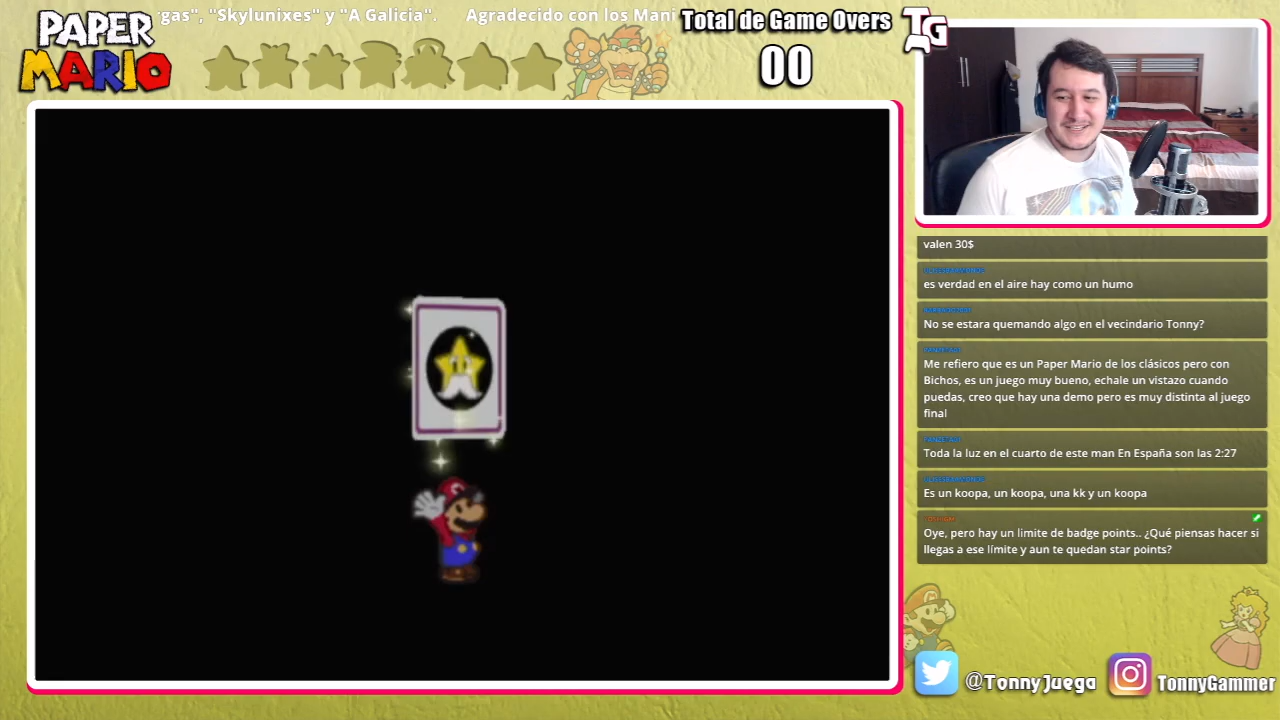 gas", "Skylunixes" y "A Galicia". Agradecido con los Mani
PAPER
MARIO
Total de Game Overs
00
TG
valen 30$
es verdad en el aire hay como un humo
No se estara quemando algo en el vecindario Tonny?
Me refiero que es un Paper Mario de los clásicos pero con
Bichos, es un juego muy bueno, echale un vistazo cuando
puedas, creo que hay una demo pero es muy distinta al juego
final
Toda la luz en el cuarto de este man En España son las 2:27
Es un koopa, un koopa, una kk y un koopa
Oye, pero hay un limite de badge points.. ¿Qué piensas hacer si
llegas a ese límite y aun te quedan star points?
@TonnyJuega
TonnyGammer